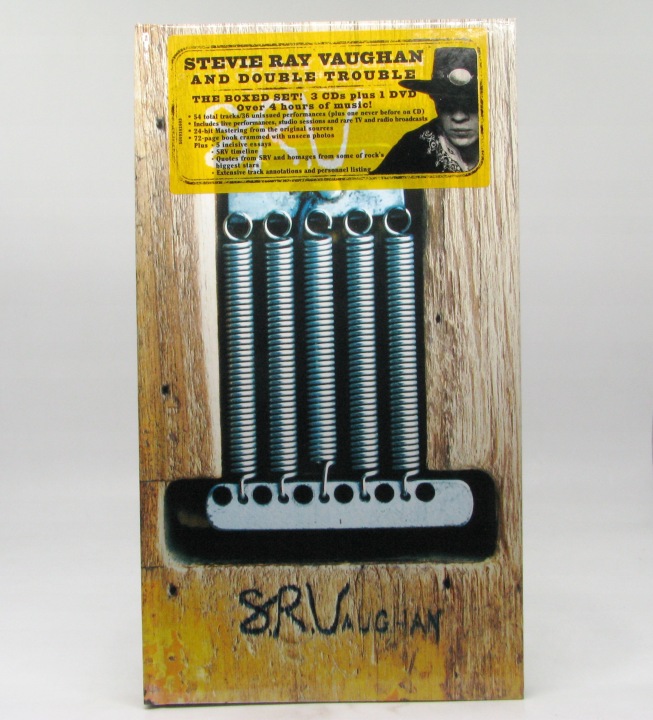 STEVIE RAY VAUGHAN
AND DOUBLE TROUBLE
THE BOXED SET! 3 CDs plus 1 DVD
Over 4 hours of music!
• 54 total tracks/36 unissued performances (plus one never before on CD)
• Includes live performances, studio sessions and rare TV and radio broadcasts
• 24-bit Mastering from the original sources
• 72-page book crammed with unseen photos
Plus • 5 incisive essays
• SRV timeline
• Quotes from SRV and homages from some of rock's
biggest stars
• Extensive track annotations and personnel listing
SRV
S.R.VAUGHAN